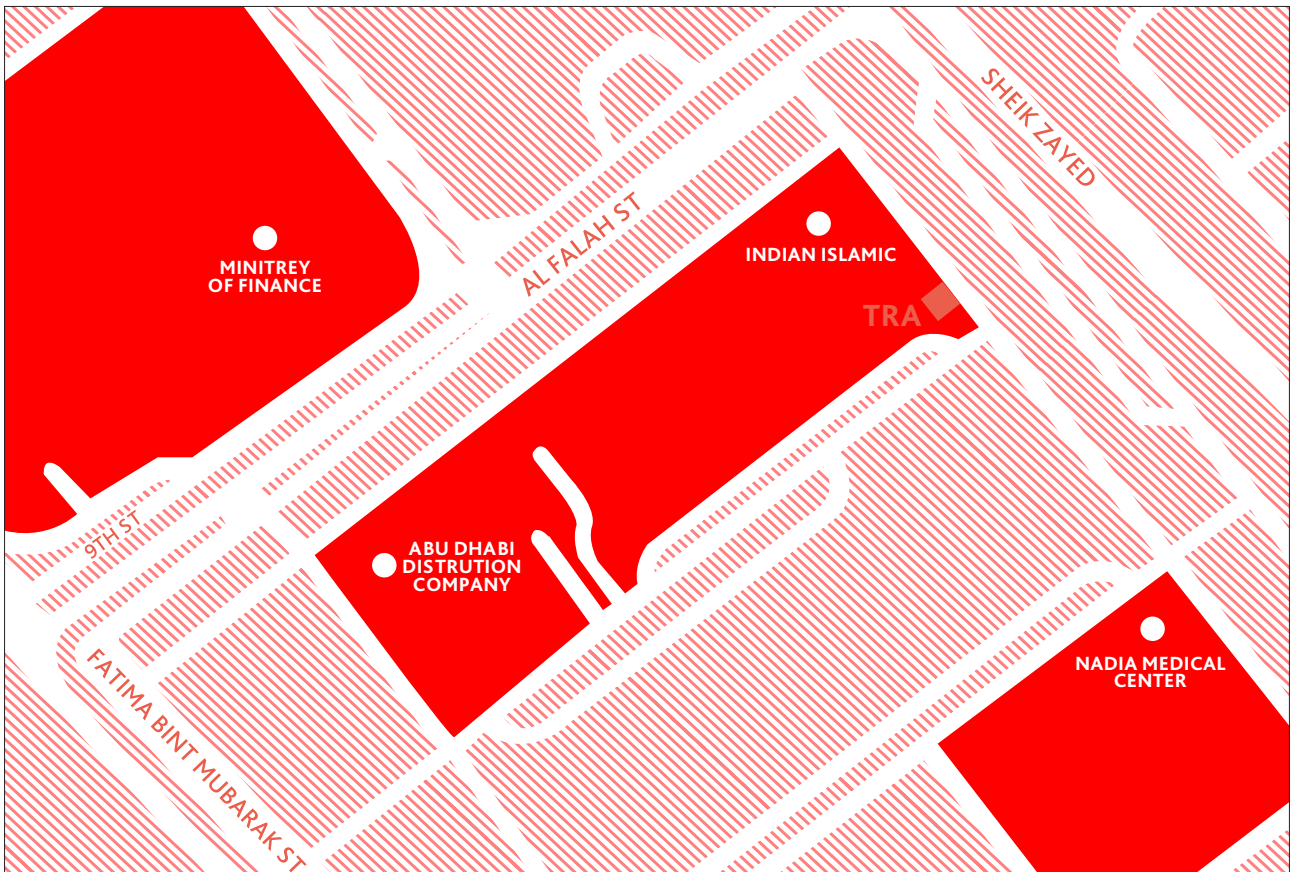 SHEIK ZAYED
AL FALAH ST
INDIAN ISLAMIC
MINITREY
OF FINANCE
TRA
9TH ST
ABU DHABI
DISTRUTION
COMPANY
FATIMA BINT MUBARAK ST
NADIA MEDICAL
CENTER